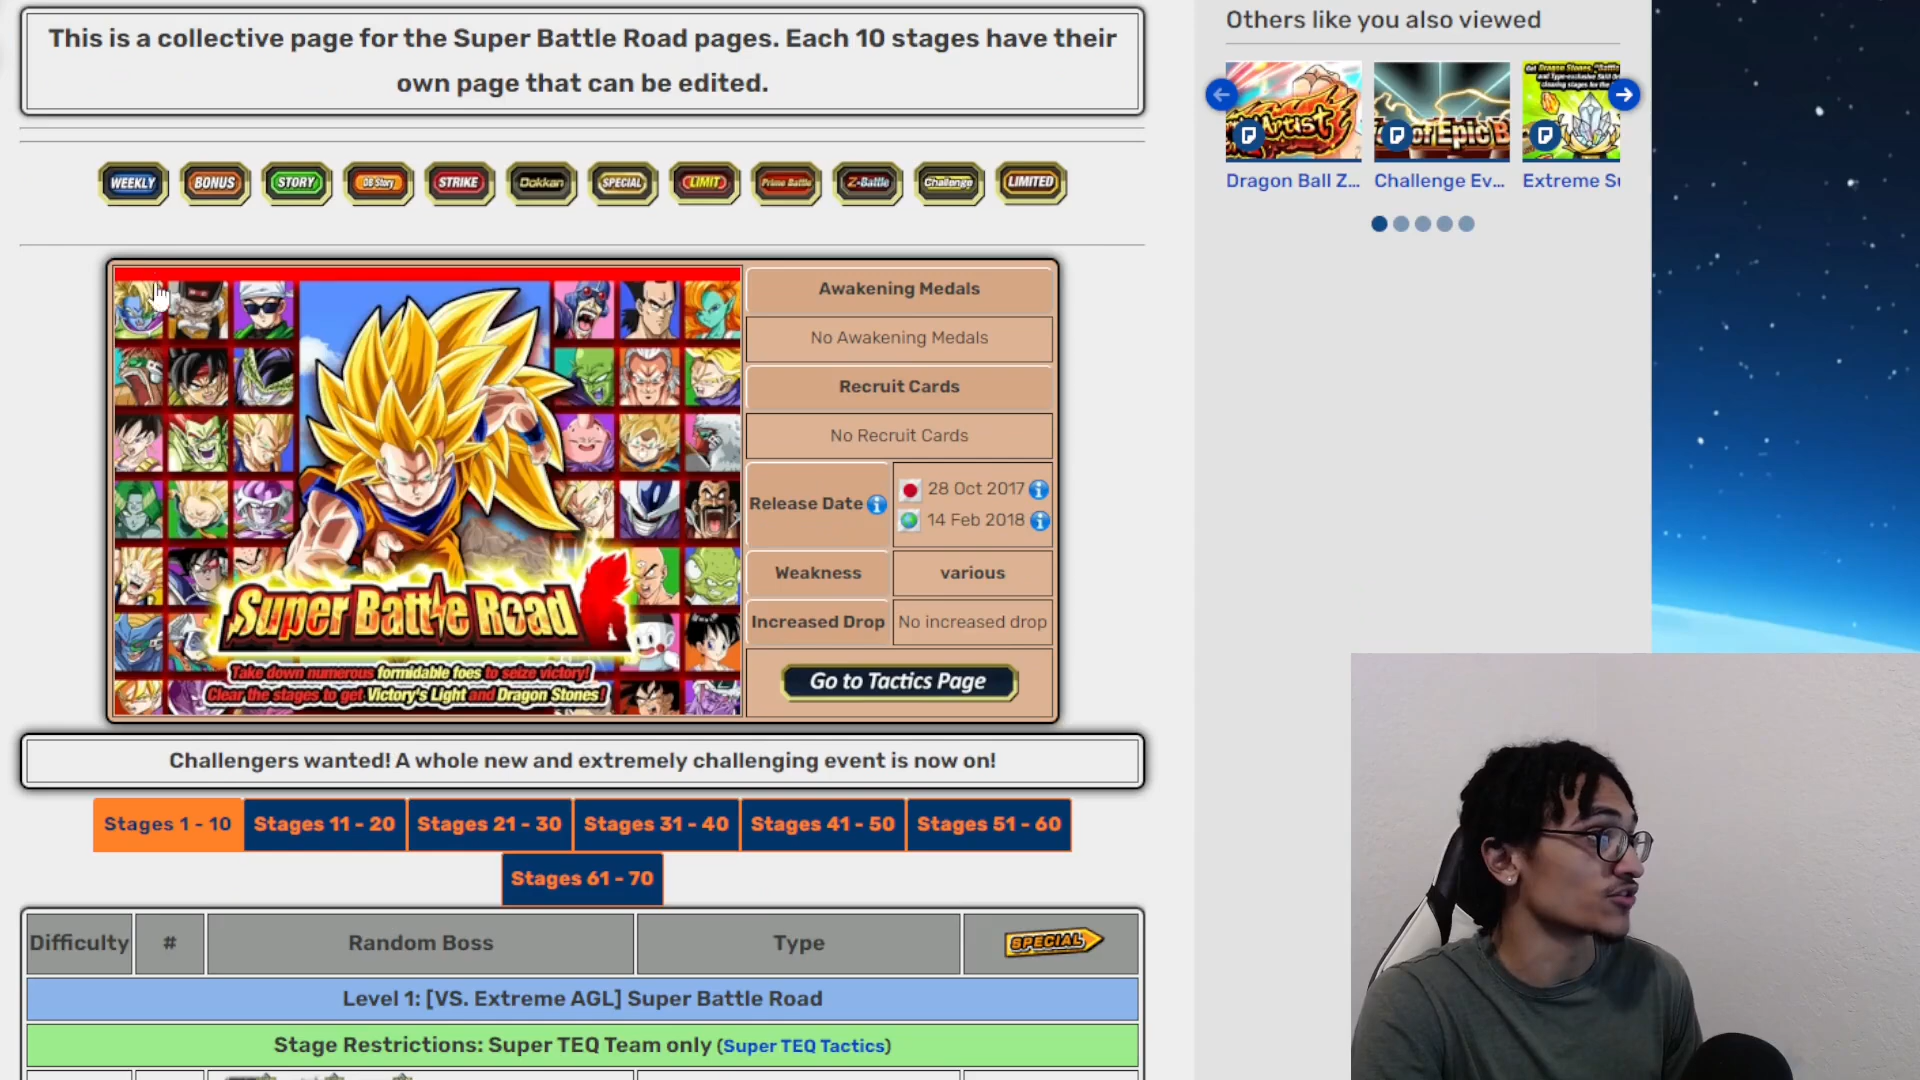 This is a collective page for the Super Battle Road pages. Each 10 stages have their
own page that can be edited.
Others like you also viewed
Dragon Ball Z...
Challenge Ev...
Extreme Su
WEEKLY
BONUS
STORY
DB Story
STRIKE
Dokkan
SPECIAL
LIMIT
Prime Battle
Z-Battle
Challenge
LIMITED
Super Battle Road
Take down numerous formidable foes to seize victory!
Clear the stages to get Victory's Light and Dragon Stones!
Awakening Medals
No Awakening Medals
Recruit Cards
No Recruit Cards
Release Date
28 Oct 2017
14 Feb 2018
Weakness
various
Increased Drop
No increased drop
Go to Tactics Page
Challengers wanted! A whole new and extremely challenging event is now on!
Stages 1 - 10
Stages 11 - 20
Stages 21 - 30
Stages 31 - 40
Stages 41 - 50
Stages 51 - 60
Stages 61 - 70
Difficulty
#
Random Boss
Type
SPECIAL
Level 1: [VS. Extreme AGL] Super Battle Road
Stage Restrictions: Super TEQ Team only (Super TEQ Tactics)